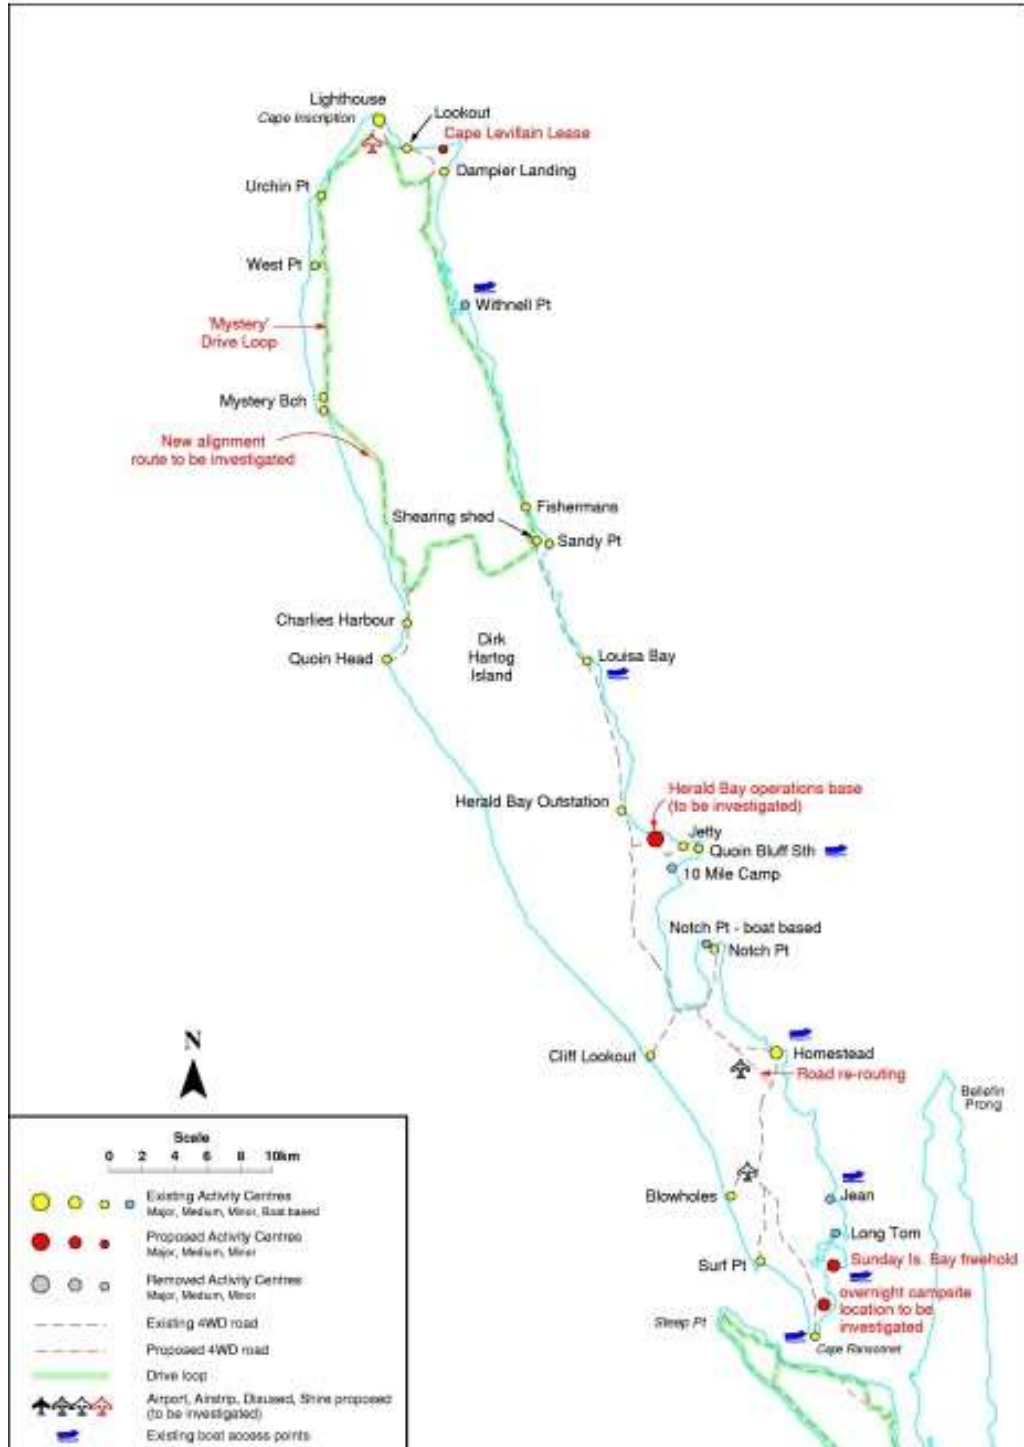 Lighthouse
Cape Inscription
Lookout
Cape Levillain Lease
Dampier Landing
Urchin Pt
West Pt
Withnell Pt
'Mystery'
Drive Loop
Mystery Bch
New alignment
route to be investigated
Fishermans
Shearing shed
Sandy Pt
Charlies Harbour
Quoin Head
Dirk
Hartog
Island
Louisa Bay
Herald Bay operations base
(to be investigated)
Herald Bay Outstation
Jetty
Quoin Bluff Sth
10 Mile Camp
Notch Pt - boat based
Notch Pt
Cliff Lookout
Homestead
Road re-routing
Bellefin
Prong
Blowholes
Jean
Long Tom
Surf Pt
Sunday Is. Bay freehold
overnight campsite
location to be
investigated
Steep Pt
Cape Ransonnet
N
Scale
0 2 4 6 8 10km
Existing Activity Centres
Major, Medium, Minor, Boat based
Proposed Activity Centres
Major, Medium, Minor
Removed Activity Centres
Major, Medium, Minor
Existing 4WD road
Proposed 4WD road
Drive loop
Airport, Airstrip, Disused, Shire proposed
(to be investigated)
Existing boat access points